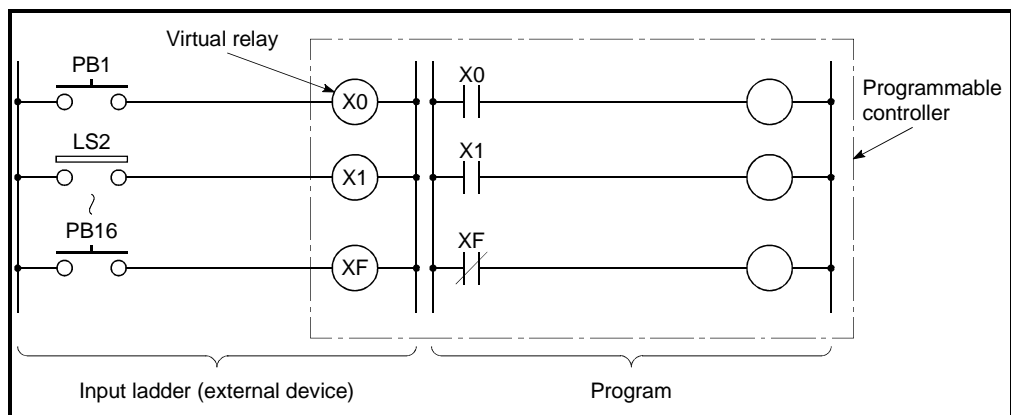 Virtual relay
PB1
X0
X0
Programmable
controller
LS2
X1
X1
PB16
XF
XF
Input ladder (external device)
Program